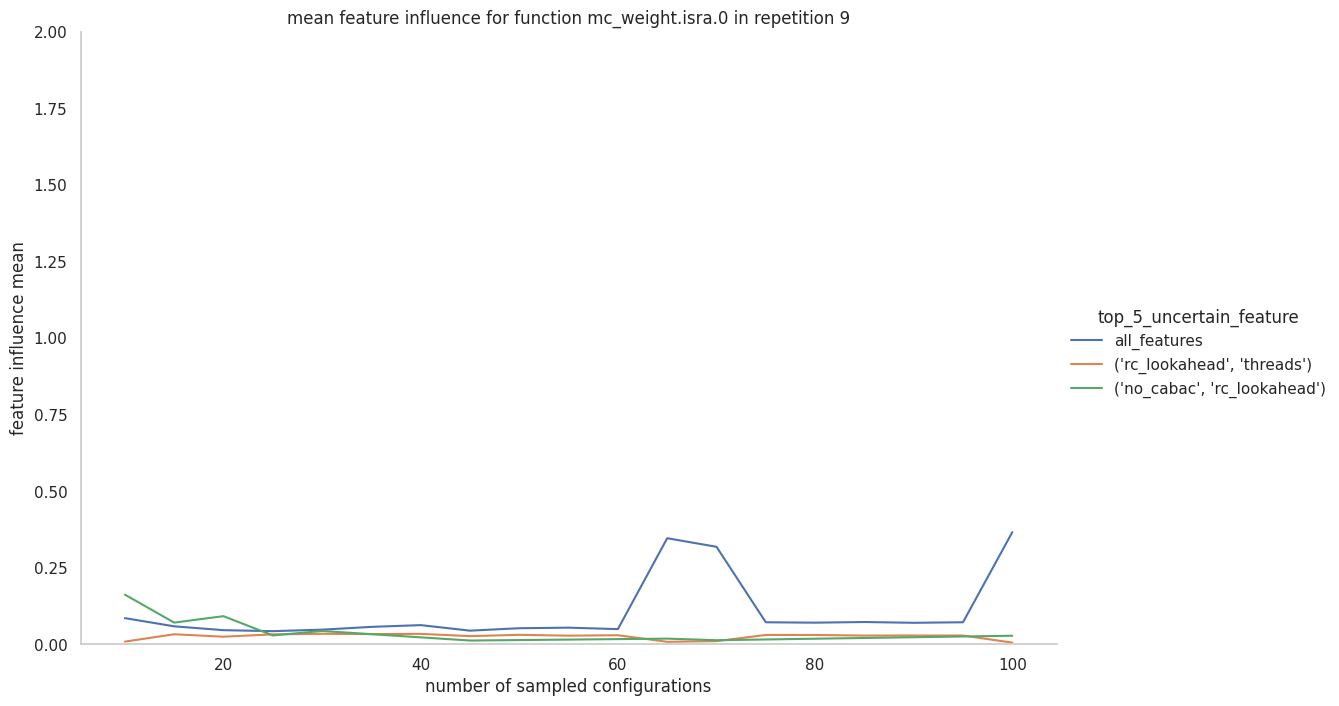 mean feature influence for function mc_weight.isra.0 in repetition 9
2.00
1.75
1.50
1.25
1.00
0.75
0.50
0.25
0.00
feature influence mean
20
40
60
80
100
number of sampled configurations
top_5_uncertain_feature
all_features
('rc_lookahead', 'threads')
('no_cabac', 'rc_lookahead')